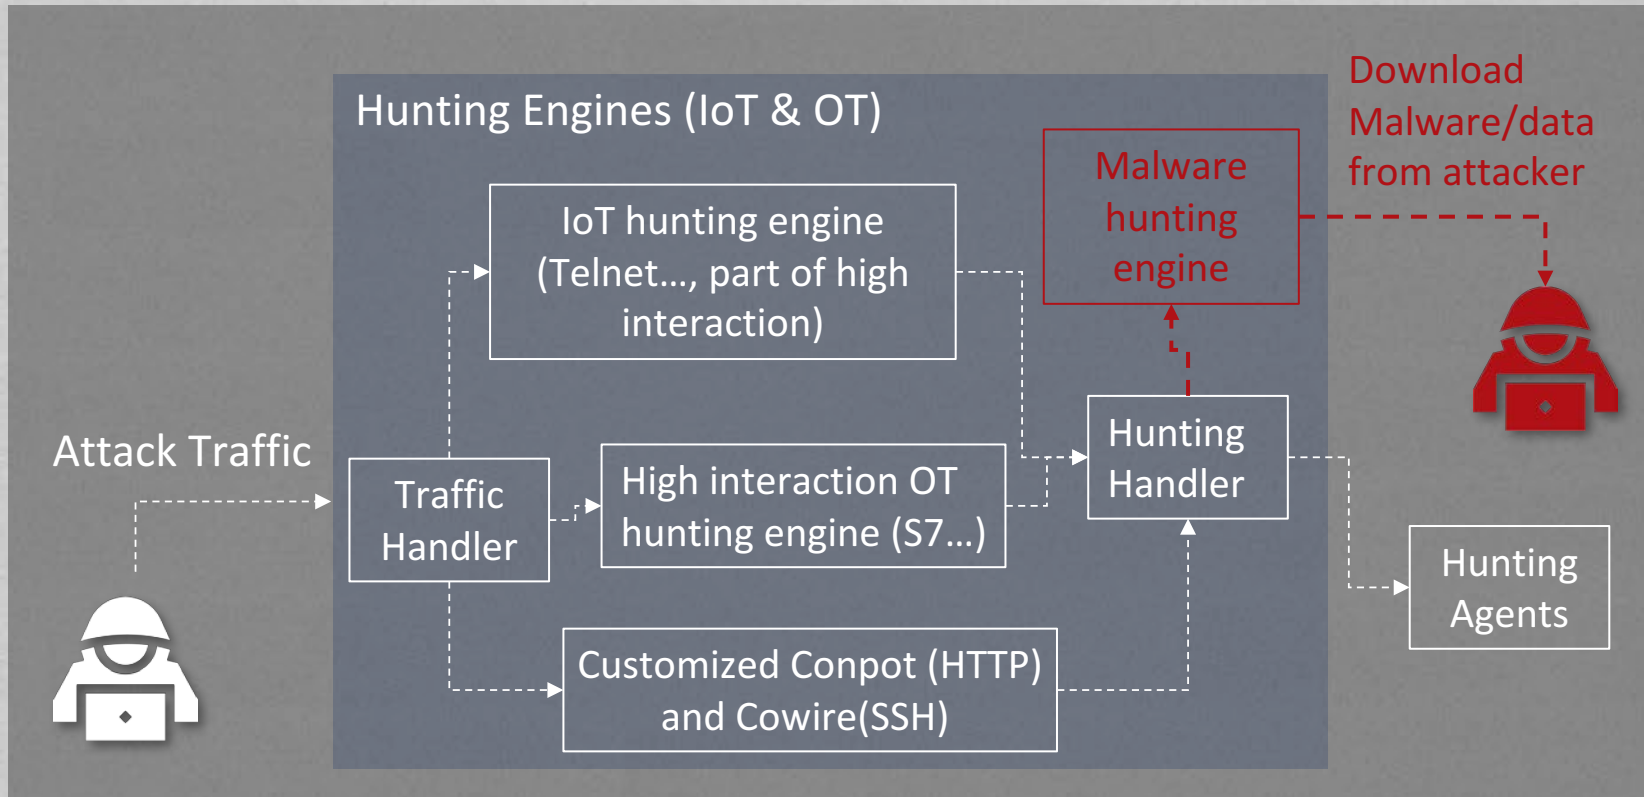 Hunting Engines (IoT & OT)
Download
Malware/data
from attacker
Malware
hunting
engine
IoT hunting engine
(Telnet..., part of high
interaction)
Attack Traffic
Traffic
Handler
High interaction OT
hunting engine (S7...)
Hunting
Handler
Hunting
Agents
Customized Conpot (HTTP)
and Cowire(SSH)